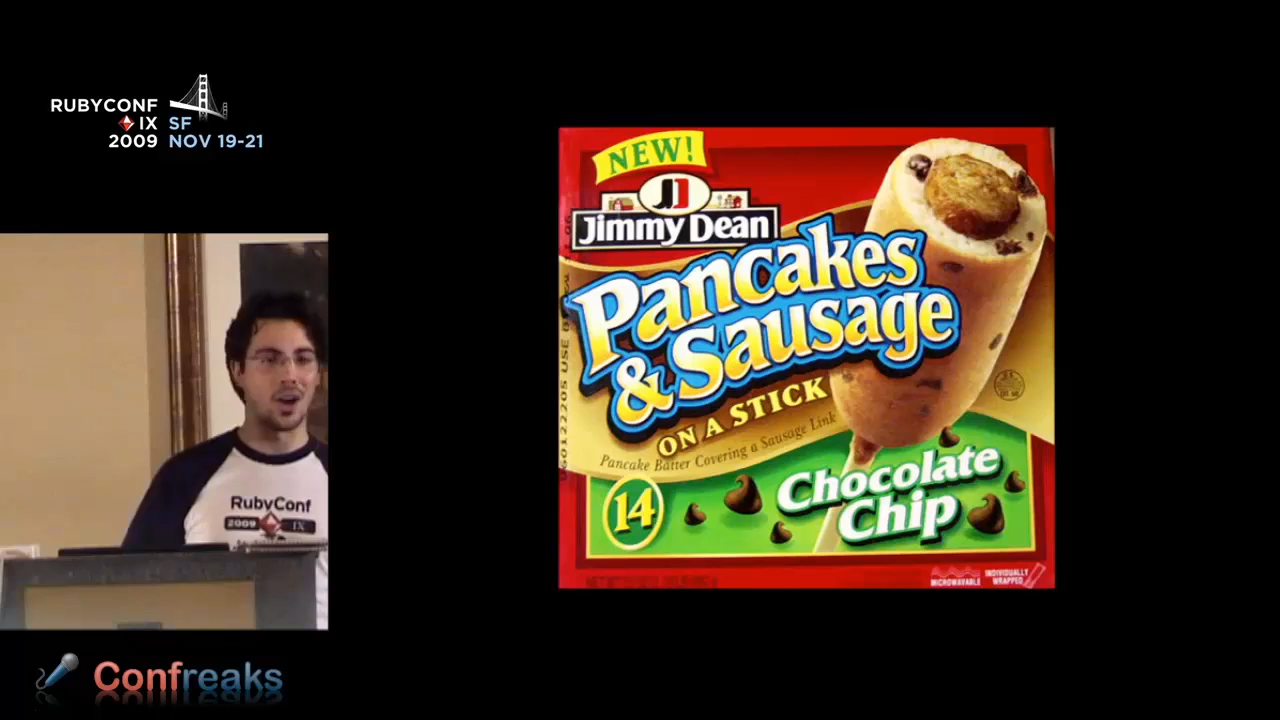 RUBYCONF
IX SF
2009 NOV 19-21
RubyConf
2009 IX
Confreaks
NEW!
JD
Jimmy Dean
Pancakes
& Sausage
ON A STICK
Pancake Batter Covering a Sausage Link
14
Chocolate
Chip
MICROWAVABLE
INDIVIDUALLY
WRAPPED